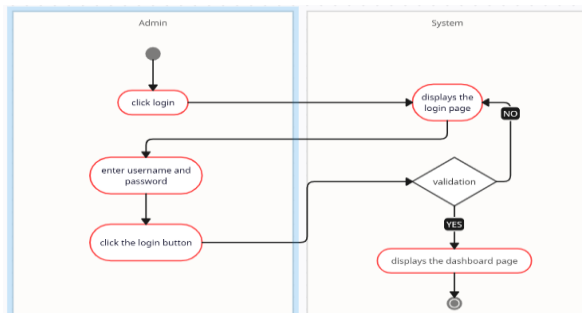 Admin
System
click login
displays the
login page
NO
enter username and
password
validation
YES
click the login button
displays the dashboard page